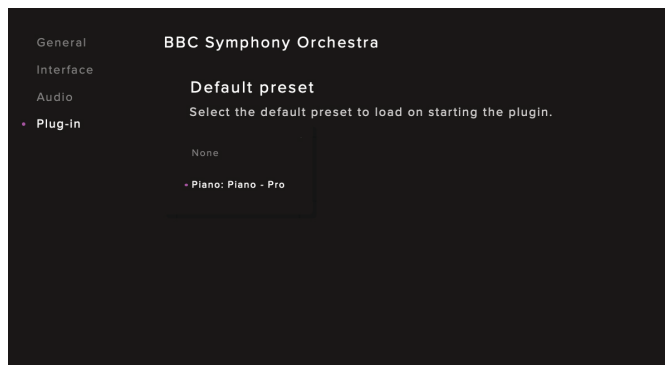 General
Interface
Audio
Plug-in
BBC Symphony Orchestra
Default preset
Select the default preset to load on starting the plugin.
None
Piano: Piano - Pro